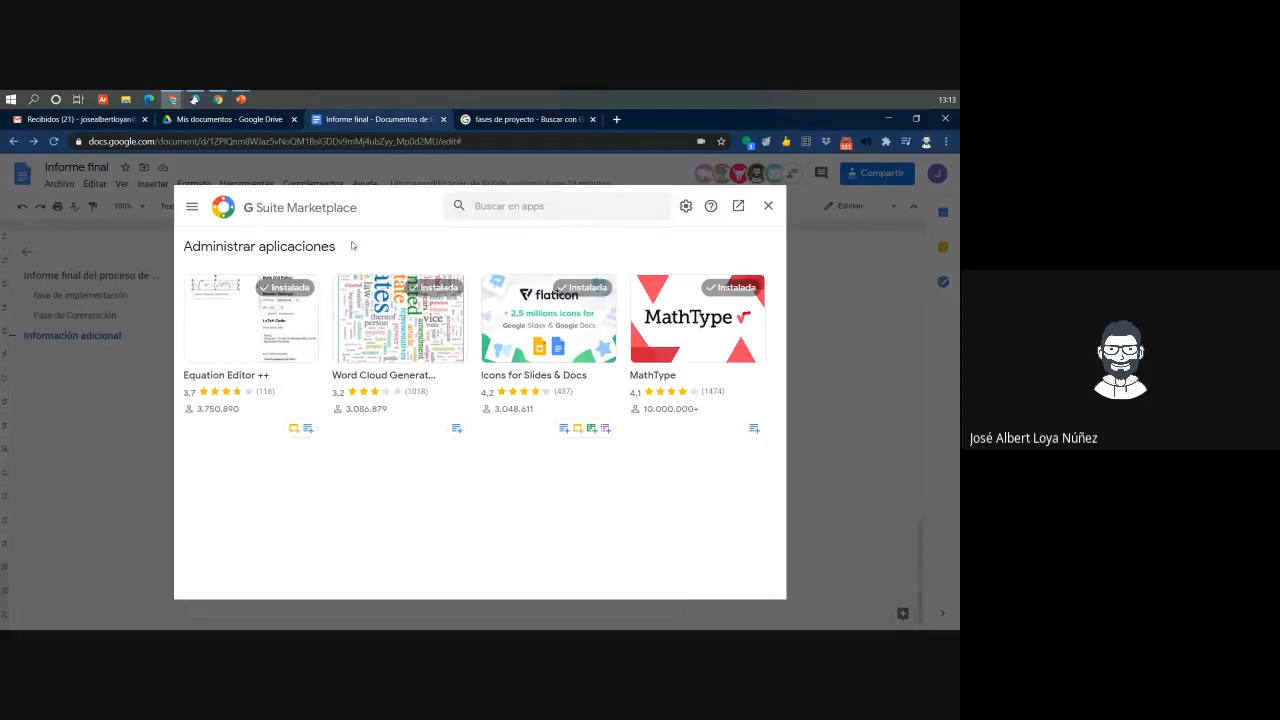 13:13
Recibidos (21) - josealbertloyan@
Mis documentos - Google Drive
Informe final - Documentos de G
fases de proyecto - Buscar con G
docs.google.com/document/d/1ZPlQnm8WJaz5vNoQM1BsiGDDv9mMj4ubZyy_Mp0d2MU/edit#
Informe final
Archivo Editar Ver Insertar Formato Herramientas Complementos Ayuda
Compartir
J
100%
Edición
G Suite Marketplace
Buscar en apps
Administrar aplicaciones
Informe final del proceso de ...
fase de implementación
Fase de Contratación
Información adicional
Instalada
Instalada
Instalada
Instalada
flaticon
+ 2.5 millions icons for
Google Slides & Google Docs
MathType
Equation Editor ++
3,7 (116)
3.750.890
Word Cloud Generat...
3,2 (1018)
3.086.879
Icons for Slides & Docs
4,2 (437)
3.048.611
MathType
4,1 (1474)
10.000.000+
José Albert Loya Núñez